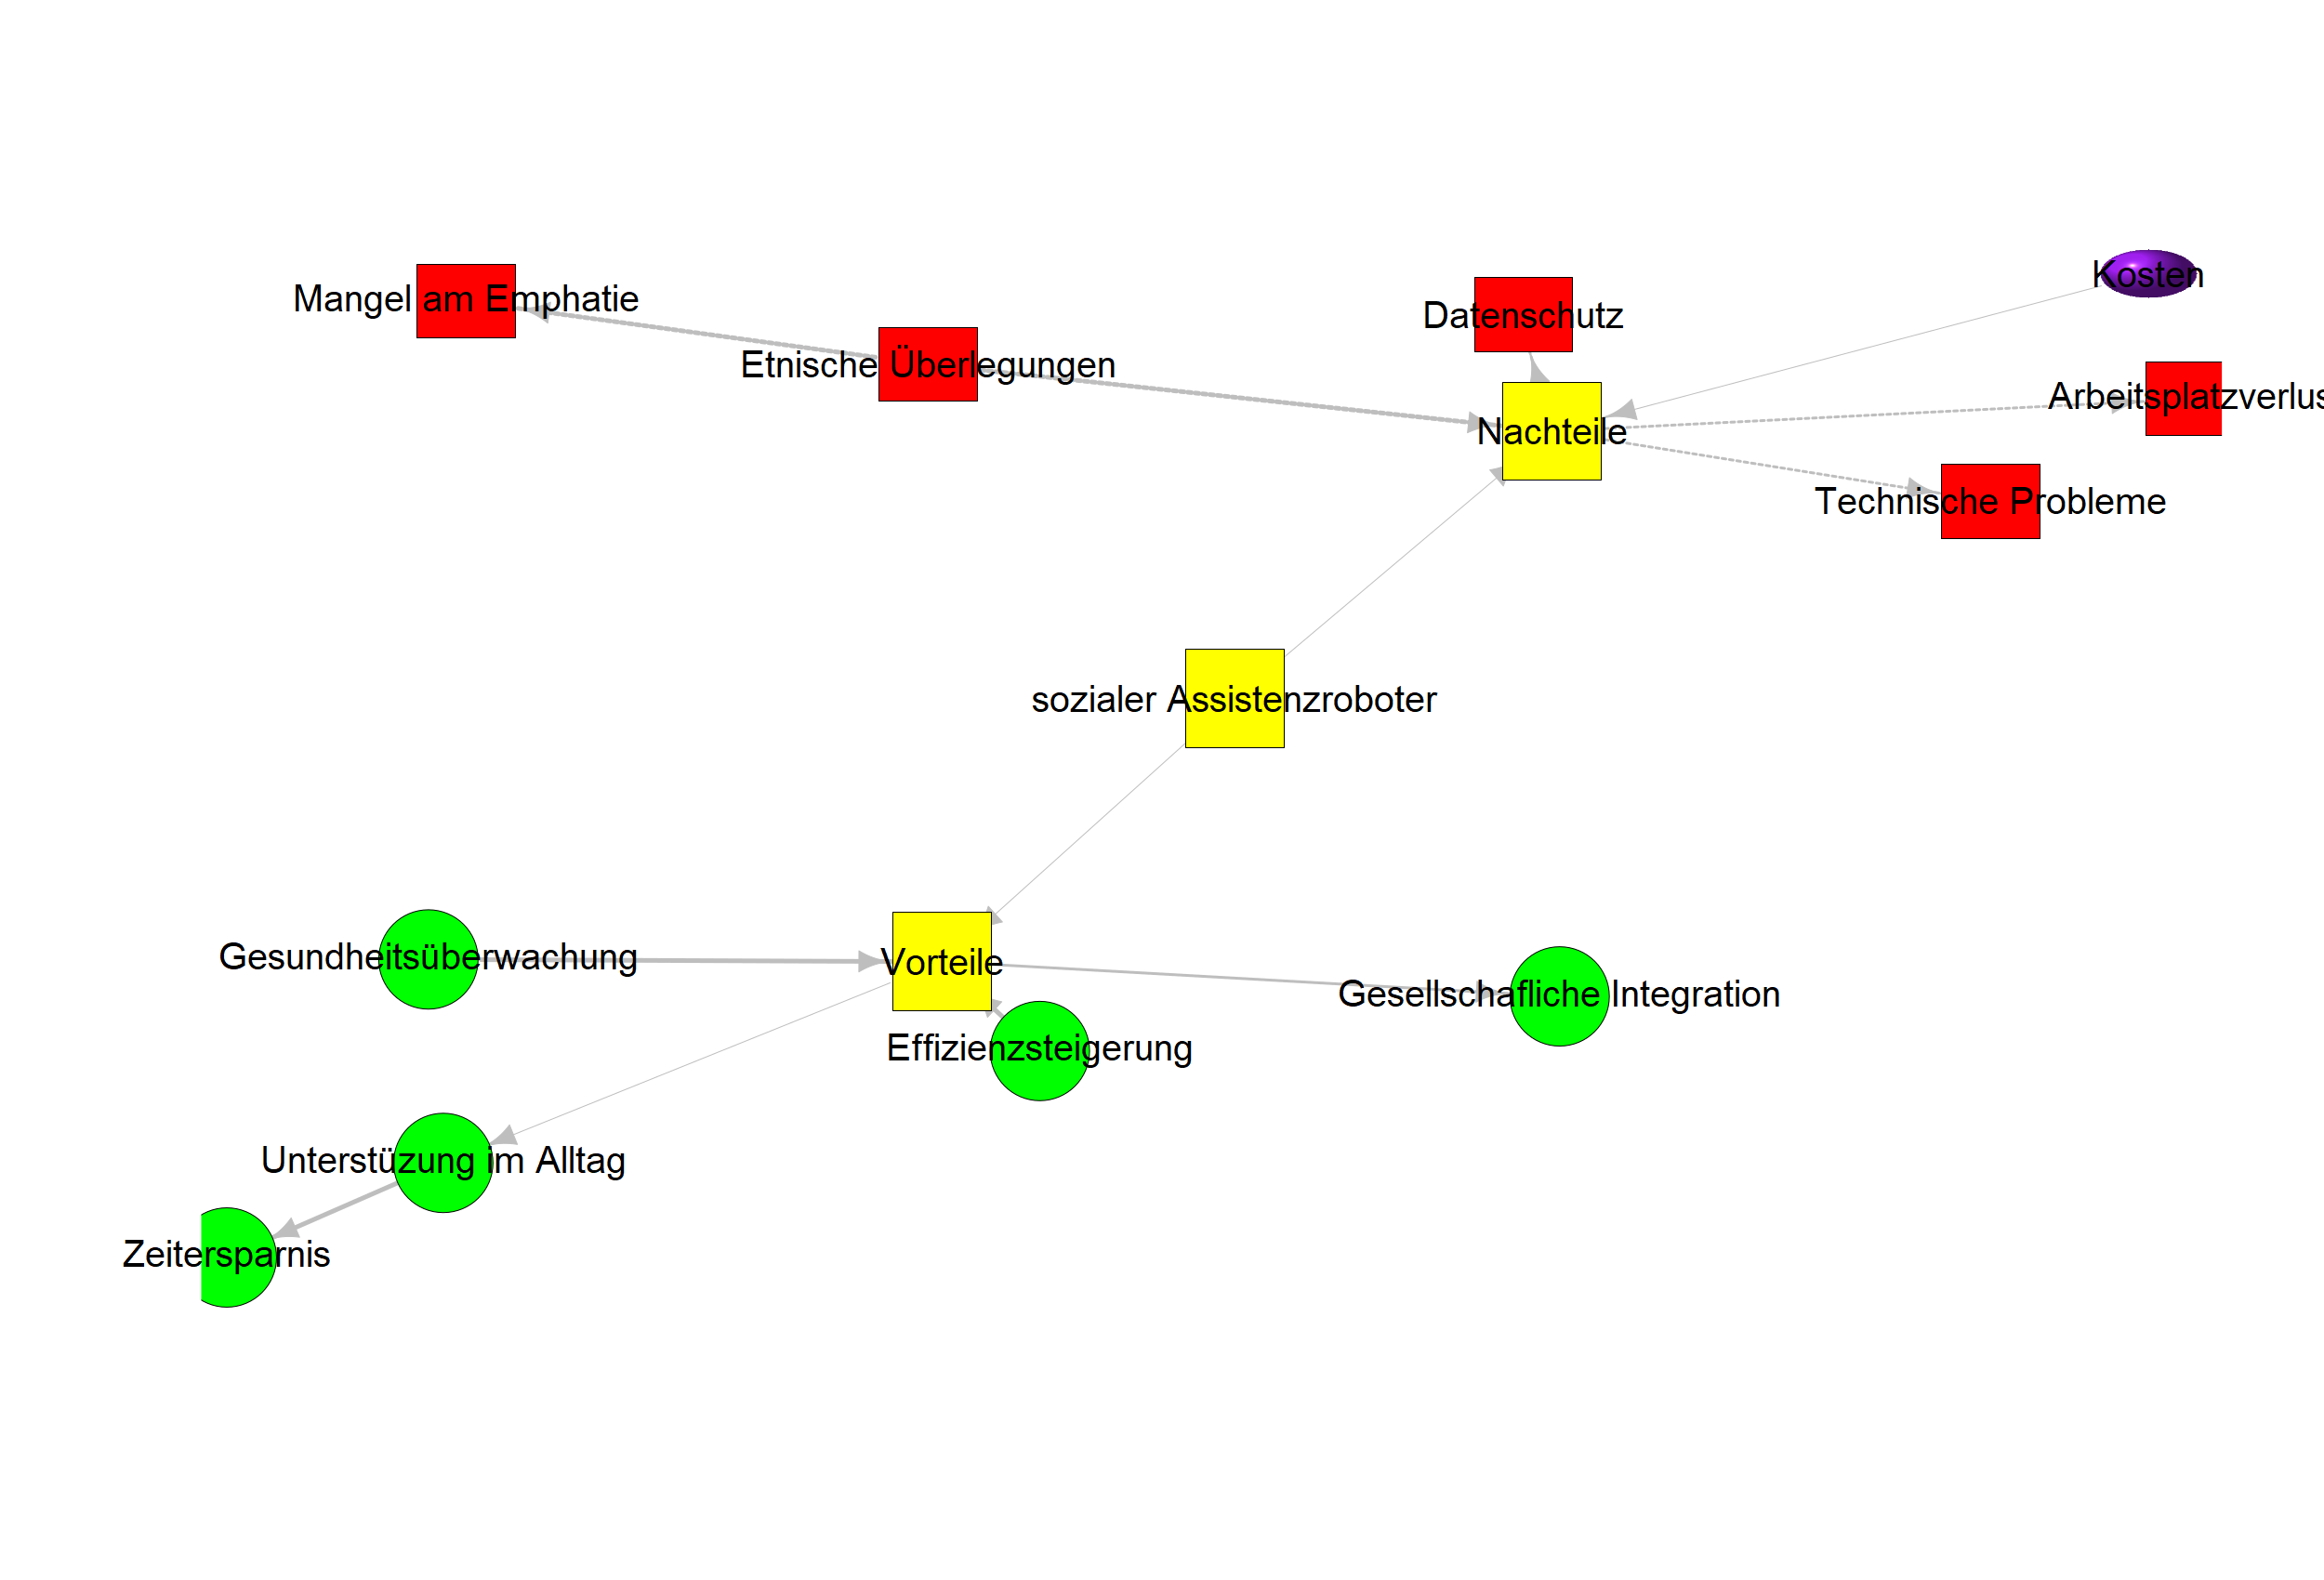 Kosten
Mangel am Emphatie
Datenschutz
Etnische Überlegungen
Arbeitsplatzverlus
Nachteile
Technische Probleme
sozialer Assistenzroboter
Gesundheitsüberwachung
Vorteile
Gesellschafliche Integration
Effizienzsteigerung
Unterstüzung im Alltag
Zeitersparnis